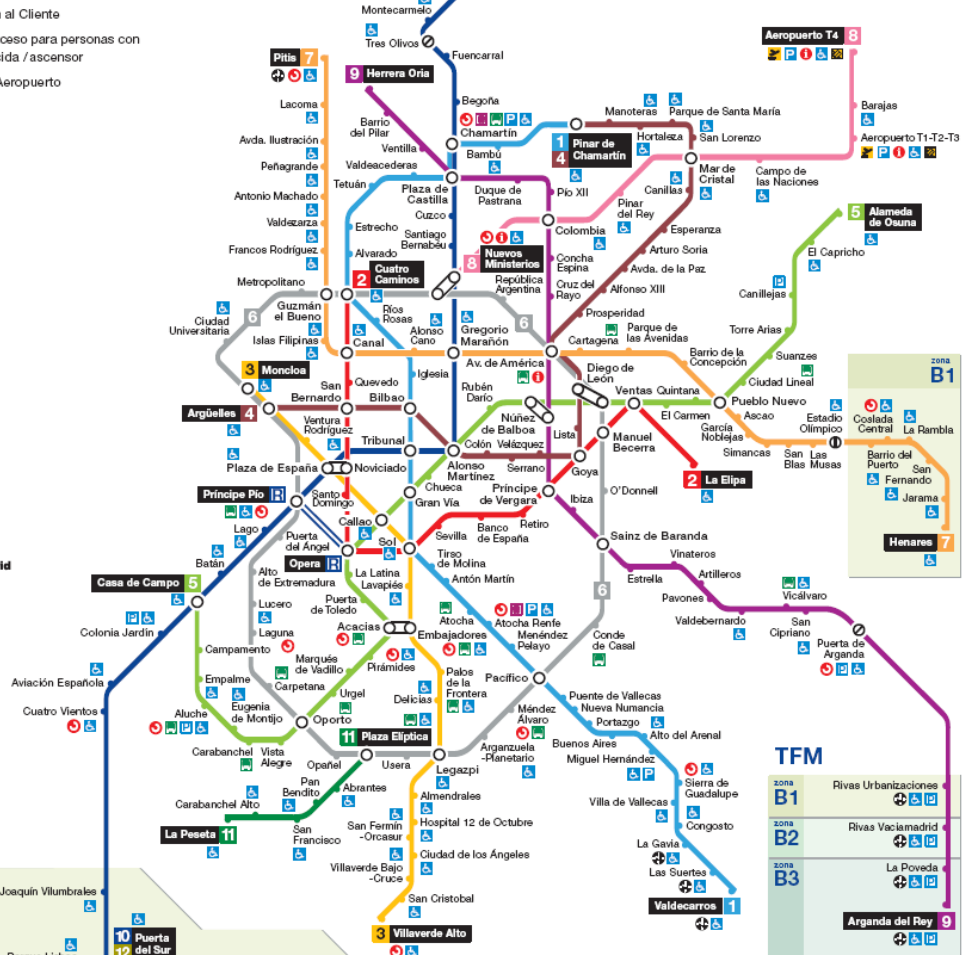 al Cliente
ceso para personas con
cida / ascensor
Aeropuerto
Montecarmelo
Tres Olivos
Fuencarral
Aeropuerto T4 8
Pitis 7
9 Herrera Oria
Lacoma
Begoña
Manoteras
Parque de Santa María
Barajas
Barrio
del Pilar
Chamartín
1 Pinar de
4 Chamartín
Hortaleza
San Lorenzo
Aeropuerto T1-T2-T3
Avda. Ilustración
Ventilla
Bambú
Peñagrande
Valdeacederas
Mar de
Cristal
Campo de
las Naciones
Tetuán
Plaza de
Castilla
Duque de
Pastrana
Pío XII
Canillas
Antonio Machado
Pinar
del Rey
5 Alameda
de Osuna
Valdezarza
Estrecho
Cuzco
Colombia
Esperanza
Francos Rodríguez
Santiago
Bernabéu
8 Nuevos
Ministerios
Arturo Soria
El Capricho
Alvarado
Concha
Espina
Avda. de la Paz
Metropolitano
2 Cuatro
Caminos
República
Argentina
Cruz del
Rayo
Alfonso XIII
Canillejas
Guzmán
el Bueno
Ríos
Rosas
Prosperidad
Ciudad
Universitaria
6
Alonso
Cano
Gregorio
Marañón
6
Cartagena
Parque de
las Avenidas
Torre Arias
Islas Filipinas
Canal
Av. de América
Barrio de la
Concepción
Suanzes
3 Moncloa
Iglesia
Diego de
León
zona
B1
San
Bernardo
Quevedo
Bilbao
Rubén
Darío
Ventas
Quintana
Ciudad Lineal
Argüelles 4
Núñez
de Balboa
El Carmen
Pueblo Nuevo
Estadio
Olímpico
Coslada
Central
La Rambla
Ventura
Rodríguez
Tribunal
Colón
Velázquez
Lista
Manuel
Becerra
García
Noblejas
Ascao
Plaza de España
Noviciado
Alonso
Martínez
Serrano
Goya
Simancas
San
Blas
Las
Musas
Barrio del
Puerto
San
Fernando
Príncipe Pío R
Santo
Domingo
Chueca
Príncipe
de Vergara
2 La Elipa
Jarama
Lago
Callao
Gran Vía
Ibiza
O'Donnell
Puerta
del Ángel
Sol
Sevilla
Banco
de España
Retiro
Sainz de Baranda
Henares 7
Batán
Opera R
Tirso
de Molina
Vinateros
Casa de Campo 5
Alto
de Extremadura
La Latina
Lavapiés
Antón Martín
Estrella
Artilleros
Colonia Jardín
Lucero
Puerta
de Toledo
Atocha
Atocha Renfe
6
Pavones
Vicálvaro
Laguna
Acacias
Embajadores
Menéndez
Pelayo
Conde
de Casal
Valdebernardo
San
Cipriano
Puerta de
Arganda
Campamento
Marqués
de Vadillo
Pirámides
Aviación Española
Empalme
Carpetana
Palos
de la
Frontera
Pacífico
Cuatro Vientos
Eugenia
de Montijo
Urgel
Delicias
Puente de Vallecas
Nueva Numancia
Aluche
Oporto
Méndez
Álvaro
Portazgo
Carabanchel
Vista
Alegre
11 Plaza Elíptica
Arganzuela
-Planetario
Buenos Aires
Alto del Arenal
TFM
Opañel
Usera
Legazpi
Miguel Hernández
Pan
Bendito
Abrantes
Sierra de
Guadalupe
zona
B1
Rivas Urbanizaciones
Carabanchel Alto
Almendrales
Villa de Vallecas
La Peseta 11
San
Francisco
San Fermín
-Orcasur
Hospital 12 de Octubre
Congosto
zona
B2
Rivas Vaciamadrid
Villaverde Bajo
-Cruce
Ciudad de los Ángeles
La Gavia
Las Suertes
zona
B3
La Poveda
Joaquín Vilumbrales
San Cristobal
Valdecarros 1
Arganda del Rey 9
10 Puerta
12 del Sur
3 Villaverde Alto